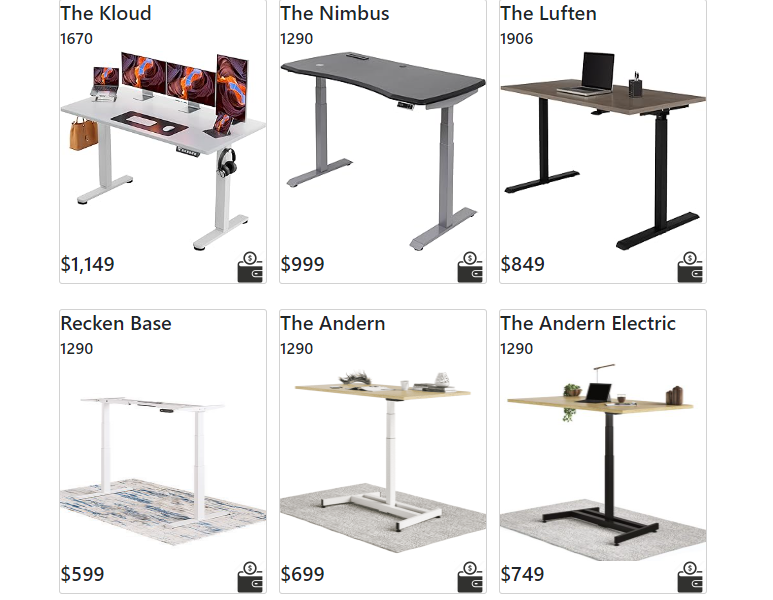 The Kloud
1670
$1,149
The Nimbus
1290
$999
The Luften
1906
$849
Recken Base
1290
$599
The Andern
1290
$699
The Andern Electric
1290
$749